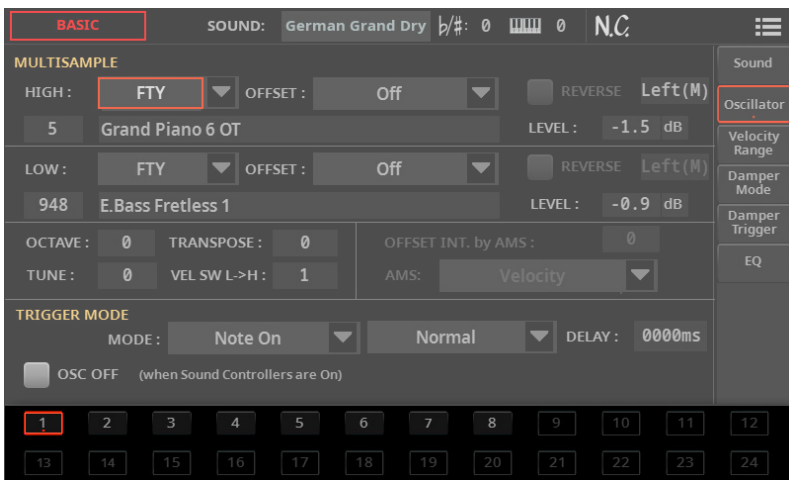 BASIC SOUND: German Grand Dry ♭/#: 0 0 N.C.
MULTISAMPLE
HIGH : FTY OFFSET : Off REVERSE Left(M)
5 Grand Piano 6 OT LEVEL : -1.5 dB
LOW : FTY OFFSET : Off REVERSE Left(M)
948 E.Bass Fretless 1 LEVEL : -0.9 dB
OCTAVE : 0 TRANSPOSE : 0 OFFSET INT. by AMS : 0
TUNE : 0 VEL SW L->H : 1 AMS: Velocity
TRIGGER MODE
MODE : Note On Normal DELAY : 0000ms
OSC OFF (when Sound Controllers are On)
Sound
Oscillator
Velocity
Range
Damper
Mode
Damper
Trigger
EQ
1 2 3 4 5 6 7 8 9 10 11 12
13 14 15 16 17 18 19 20 21 22 23 24